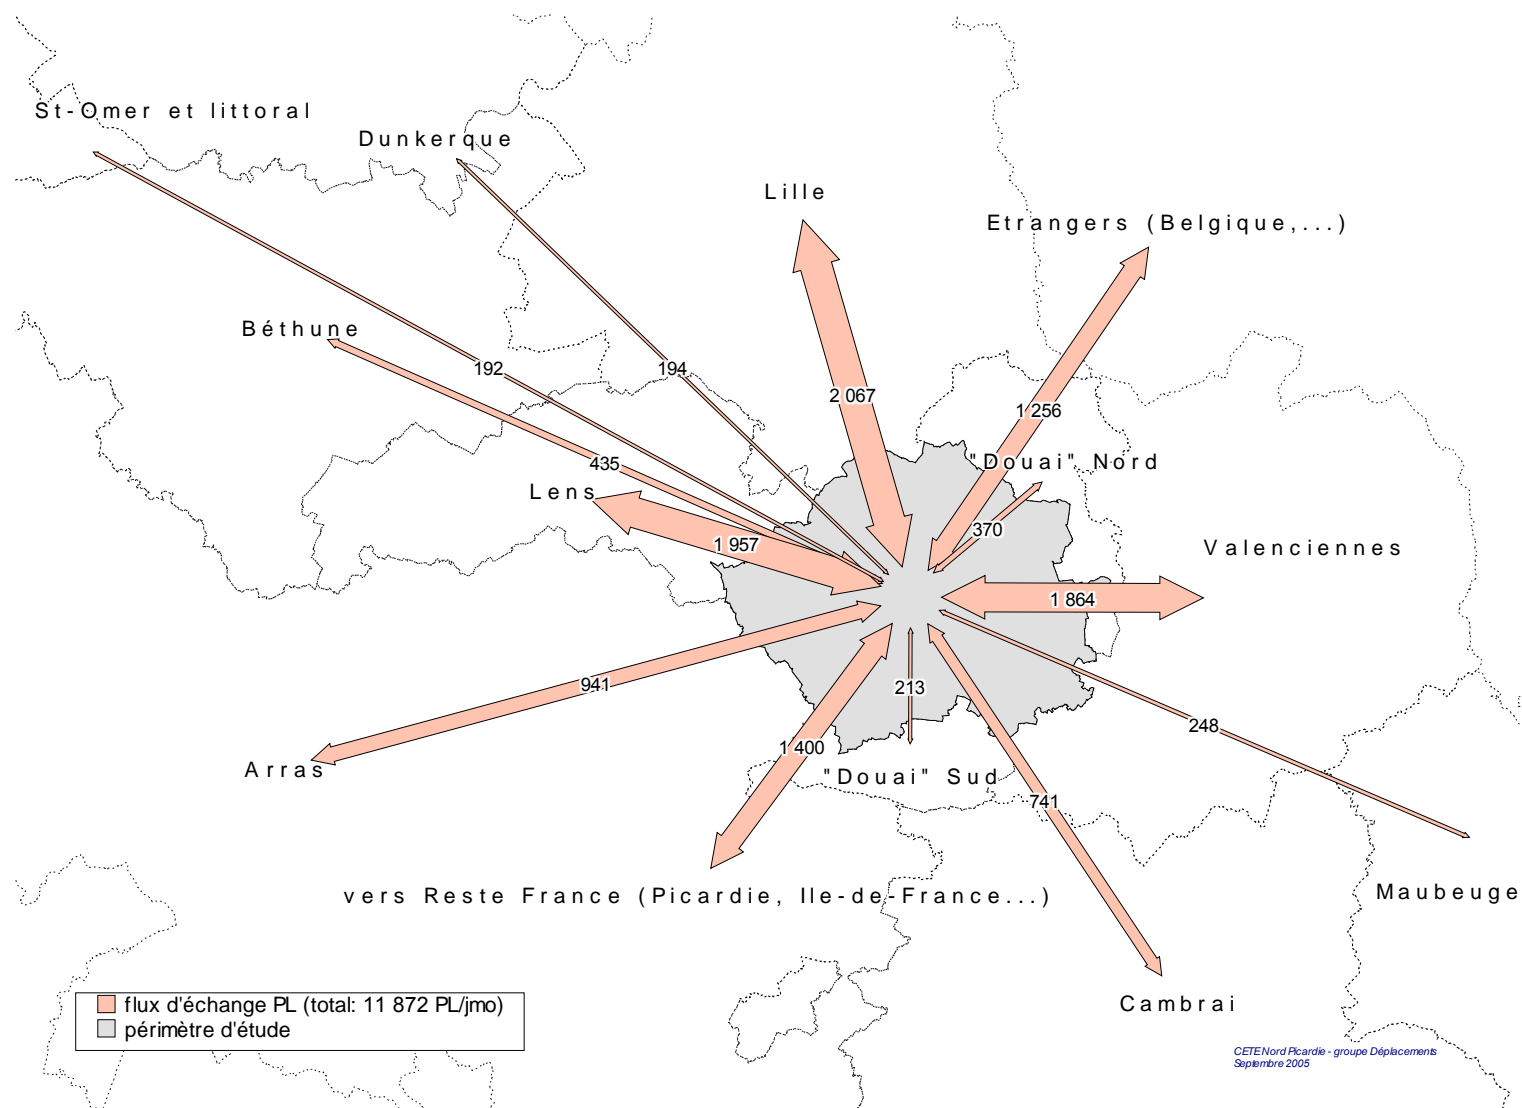 St-Omer et littoral
Dunkerque
Lille
Etrangers (Belgique,...)
Béthune
192
194
2 067
1 256
435
"Douai" Nord
Lens
370
1 957
Valenciennes
1 864
941
213
248
1 400
Arras
"Douai" Sud
741
vers Reste France (Picardie, Ile-de-France...)
Maubeuge
Cambrai
flux d'échange PL (total: 11 872 PL/jmo)
périmètre d'étude
CETE Nord Picardie - groupe Déplacements
Septembre 2005